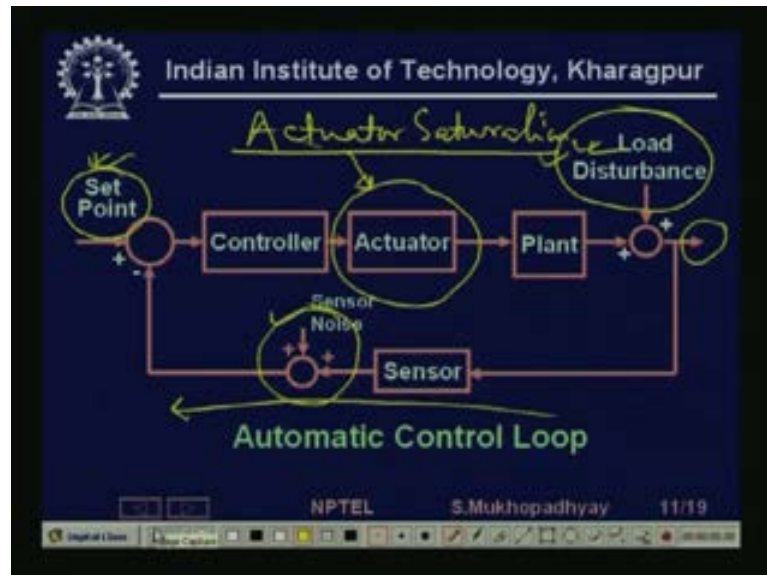 Indian Institute of Technology, Kharagpur
Actuator Saturation
Load
Disturbance
Set
Point
Controller
Actuator
Plant
+
+
+
-
Sensor
Noise
+
+
Sensor
Automatic Control Loop
NPTEL S.Mukhopadhyay 11/19